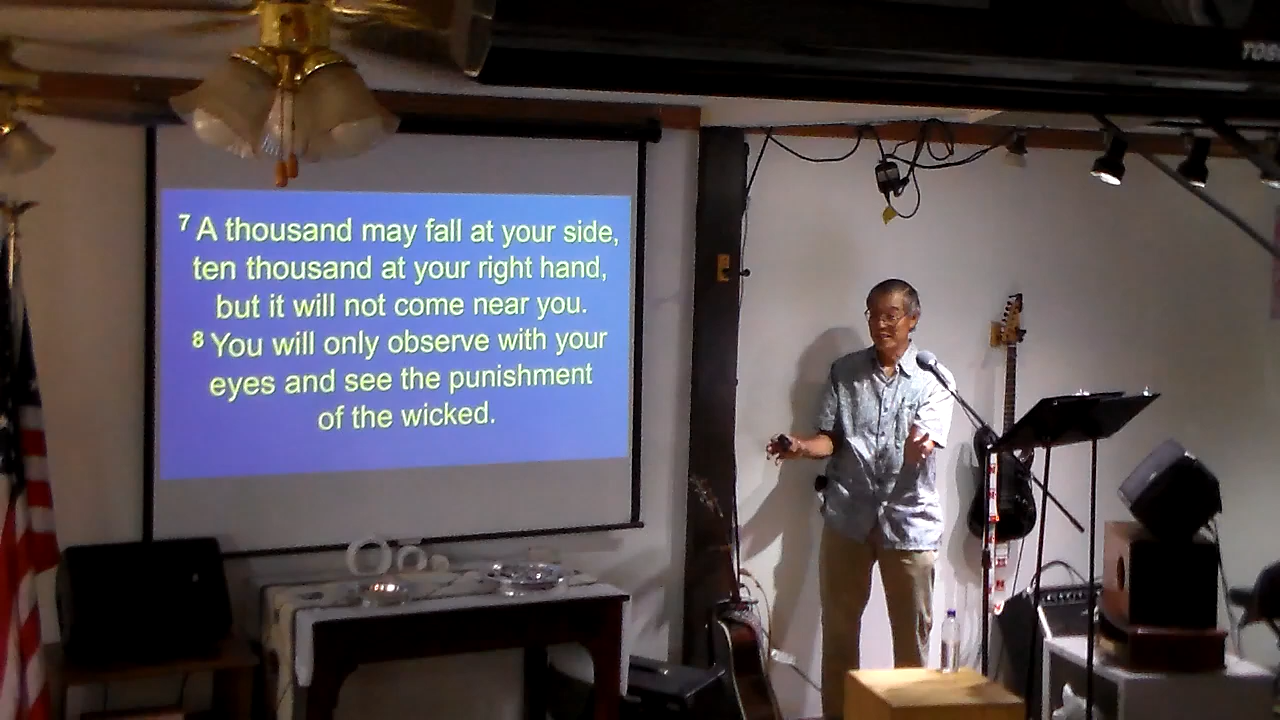 7 A thousand may fall at your side,
ten thousand at your right hand,
but it will not come near you.
8 You will only observe with your
eyes and see the punishment
of the wicked.